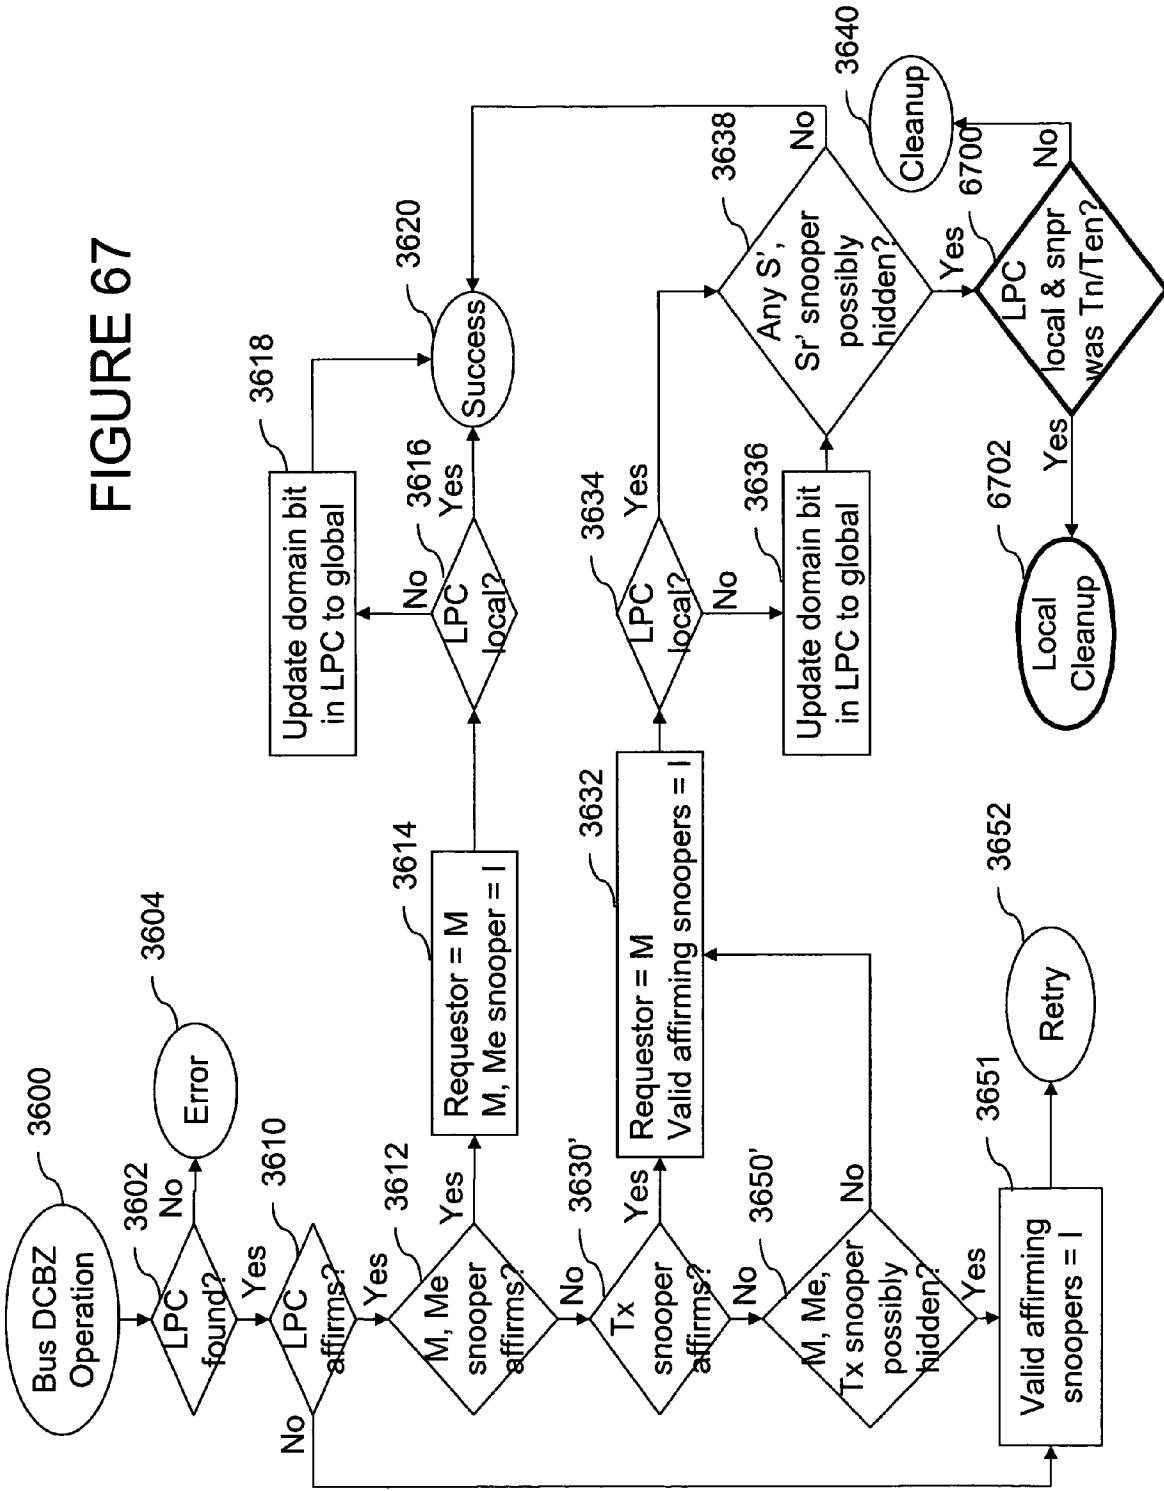 FIGURE 67
Bus DCBZ
Operation
3600
LPC
found?
3602
No
Error
3604
Yes
LPC
affirms?
3610
No
Yes
M, Me
snooper
affirms?
3612
Yes
Requestor = M
M, Me snooper = I
3614
LPC
local?
3616
No
Update domain bit
in LPC to global
3618
Yes
Success
3620
No
Tx
snooper
affirms?
3630'
Yes
Requestor = M
Valid affirming snoopers = I
3632
LPC
local?
3634
Yes
No
Update domain bit
in LPC to global
3636
Any S',
Sr' snooper
possibly
hidden?
3638
No
Yes
LPC
local & snpr
was Tn/Ten?
6700
No
Cleanup
3640
Yes
Local
Cleanup
6702
No
M, Me,
Tx snooper
possibly
hidden?
3650'
No
Yes
Valid affirming
snoopers = I
3651
Retry
3652